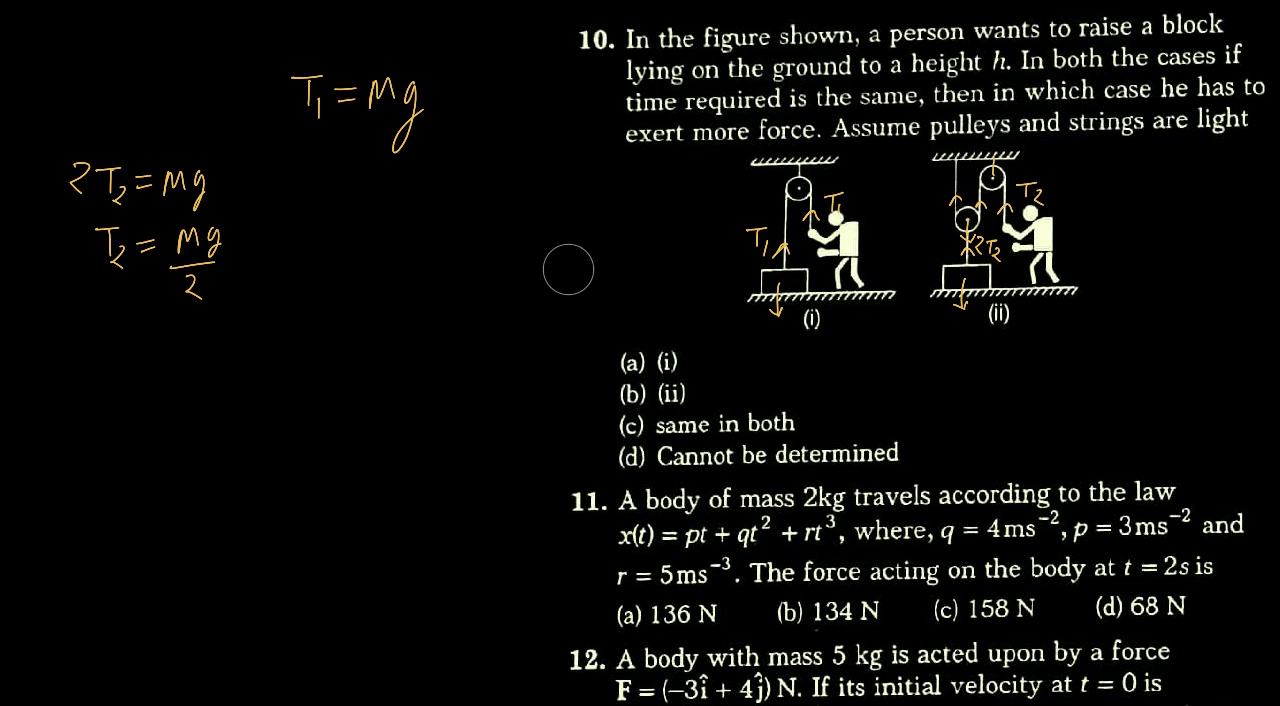 T₁ = Mg
2T₂ = Mg
T₂ = Mg/2
10. In the figure shown, a person wants to raise a block
lying on the ground to a height h. In both the cases if
time required is the same, then in which case he has to
exert more force. Assume pulleys and strings are light
T₁ T₁
T₂ 2T₂
(i) (ii)
(a) (i)
(b) (ii)
(c) same in both
(d) Cannot be determined
11. A body of mass 2kg travels according to the law
x(t) = pt + qt² + rt³, where, q = 4ms⁻², p = 3ms⁻² and
r = 5ms⁻³. The force acting on the body at t = 2s is
(a) 136 N (b) 134 N (c) 158 N (d) 68 N
12. A body with mass 5 kg is acted upon by a force
F = (–3î + 4ĵ) N. If its initial velocity at t = 0 is